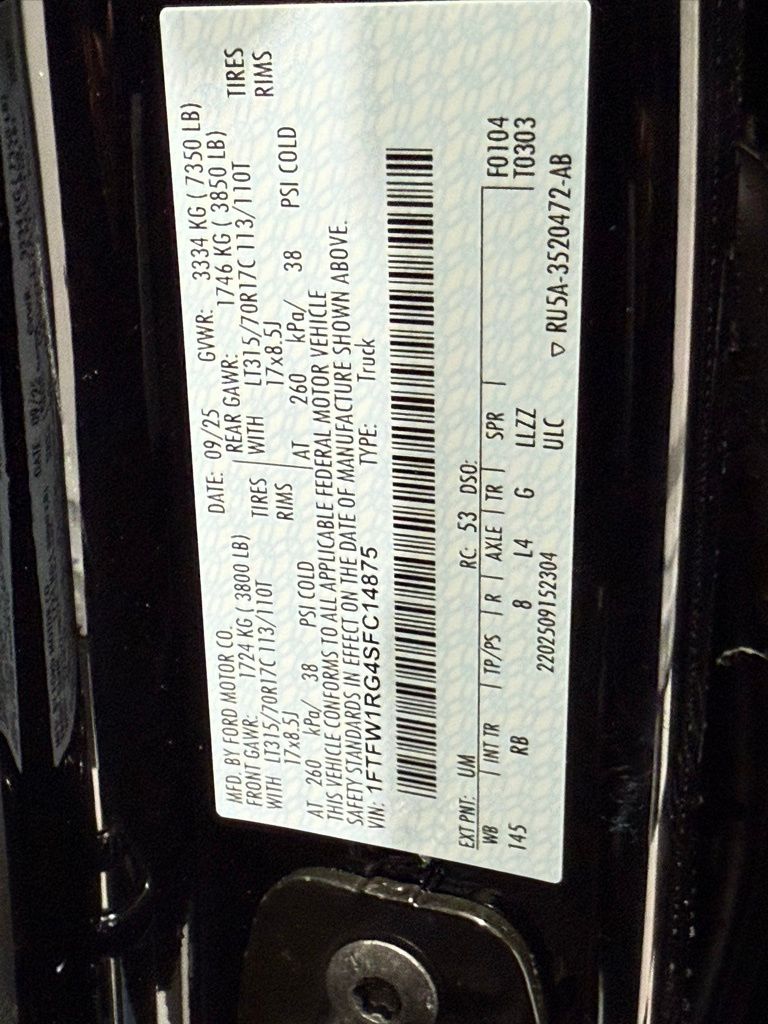 MFD. BY FORD MOTOR CO.
DATE: 09/25 GVWR: 3334 KG ( 7350 LB)
FRONT GAWR: 1724 KG ( 3800 LB)
REAR GAWR: 1746 KG ( 3850 LB)
WITH LT315/70R17C 113/110T TIRES
WITH LT315/70R17C 113/110T TIRES
17x8.5J RIMS
17x8.5J RIMS
AT 260 kPa/ 38 PSI COLD
AT 260 kPa/ 38 PSI COLD
THIS VEHICLE CONFORMS TO ALL APPLICABLE FEDERAL MOTOR VEHICLE
SAFETY STANDARDS IN EFFECT ON THE DATE OF MANUFACTURE SHOWN ABOVE.
VIN: 1FTFW1RG4SFC14875 TYPE: Truck
EXT PNT: UM RC: 53 DSO:
WB INT TR TP/PS R AXLE TR SPR F0104
145 RB 8 L4 G LLZZ T0303
2202509152304 ULC
▽ RU5A-3520472-AB